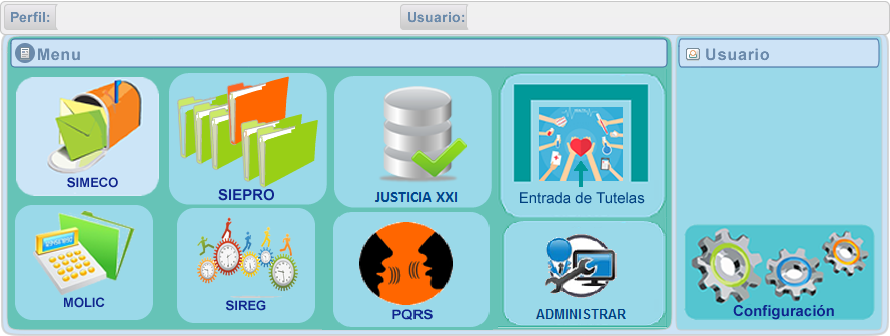 Perfil:
Usuario:
Menu
Usuario
SIMECO
SIEPRO
JUSTICIA XXI
Entrada de Tutelas
MOLIC
SIREG
PQRS
ADMINISTRAR
Configuración